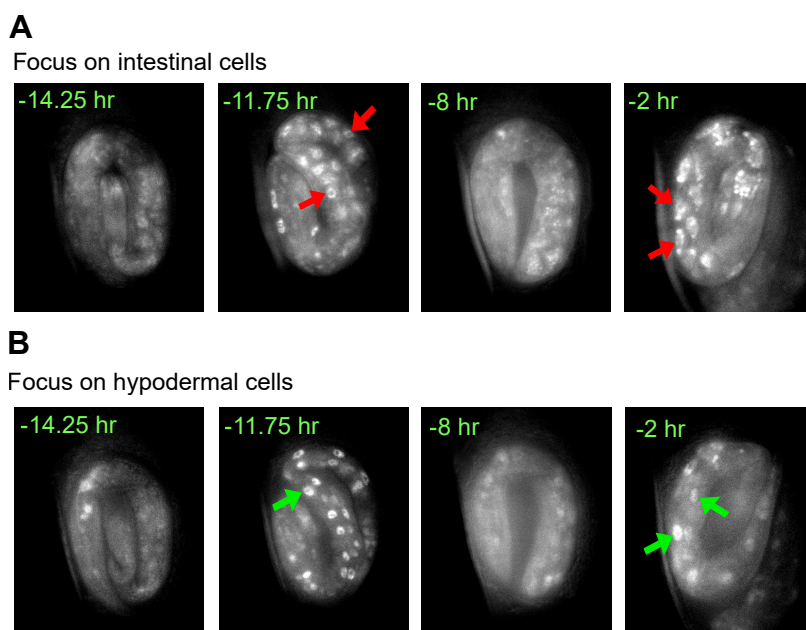 A
Focus on intestinal cells
-14.25 hr
-11.75 hr
-8 hr
-2 hr
B
Focus on hypodermal cells
-14.25 hr
-11.75 hr
-8 hr
-2 hr